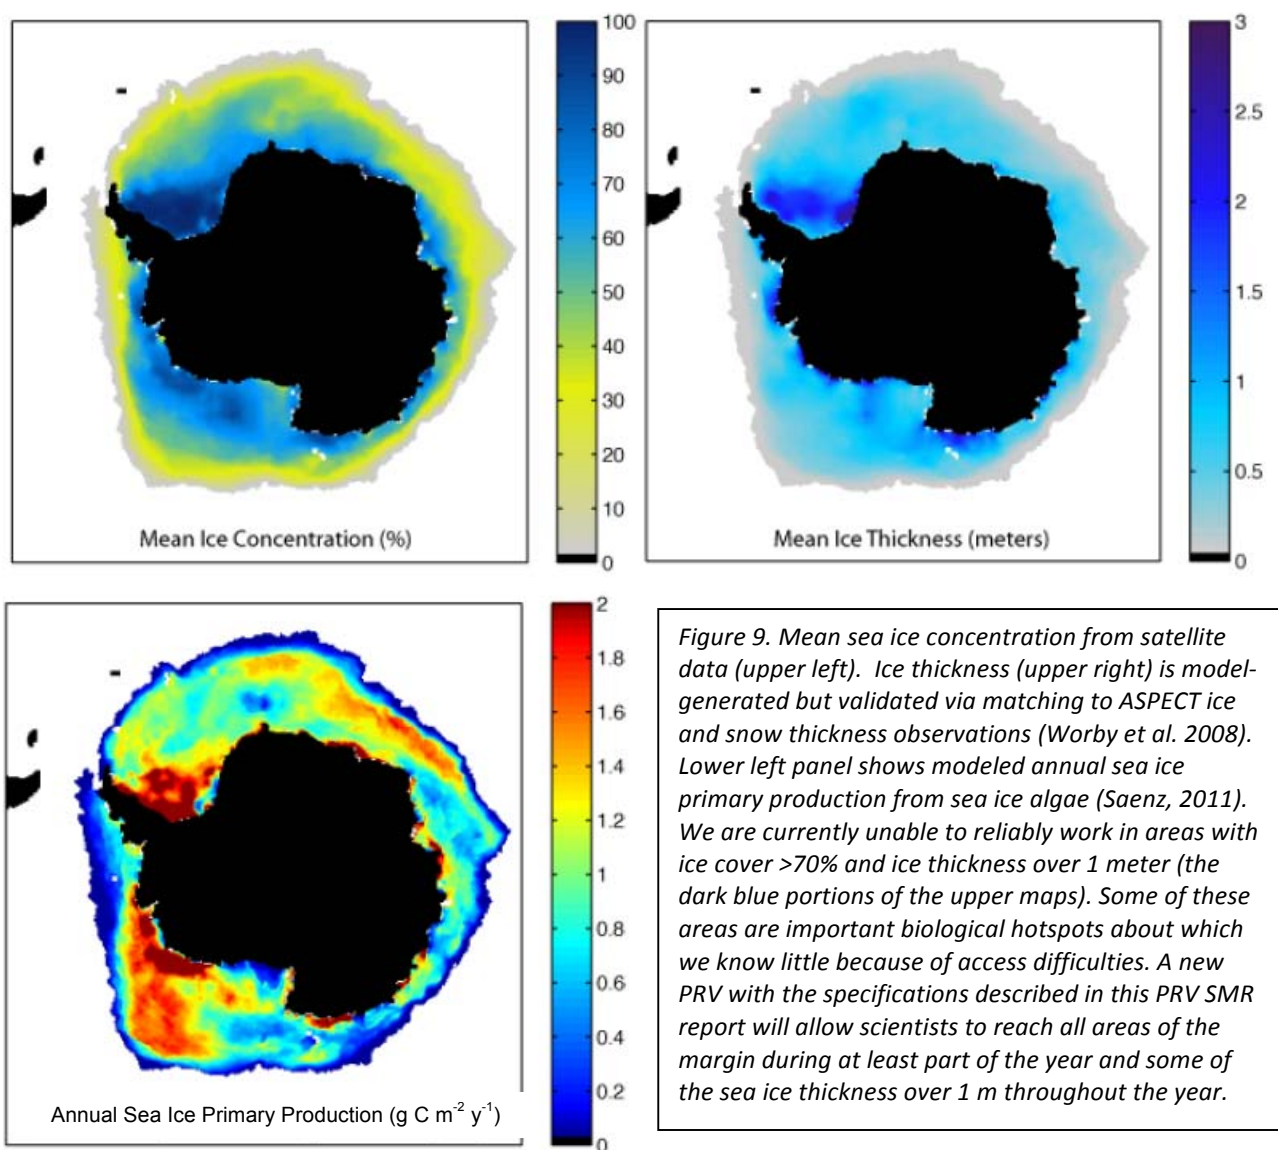 100
90
80
70
60
50
40
30
20
10
0
Mean Ice Concentration (%)
3
2.5
2
1.5
1
0.5
0
Mean Ice Thickness (meters)
2
1.8
1.6
1.4
1.2
1
0.8
0.6
0.4
0.2
0
Annual Sea Ice Primary Production (g C m⁻² y⁻¹)
Figure 9. Mean sea ice concentration from satellite
data (upper left). Ice thickness (upper right) is model-
generated but validated via matching to ASPECT ice
and snow thickness observations (Worby et al. 2008).
Lower left panel shows modeled annual sea ice
primary production from sea ice algae (Saenz, 2011).
We are currently unable to reliably work in areas with
ice cover >70% and ice thickness over 1 meter (the
dark blue portions of the upper maps). Some of these
areas are important biological hotspots about which
we know little because of access difficulties. A new
PRV with the specifications described in this PRV SMR
report will allow scientists to reach all areas of the
margin during at least part of the year and some of
the sea ice thickness over 1 m throughout the year.